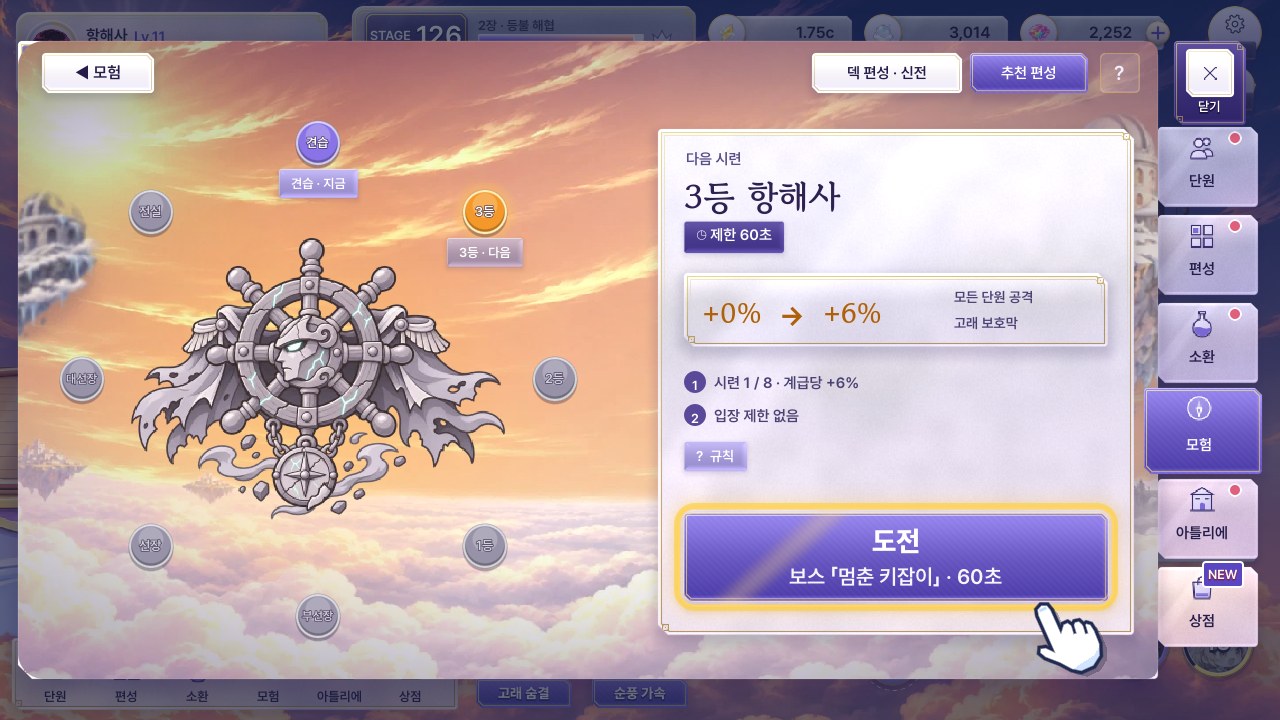 항해사 Lv.11
STAGE 126
2장 · 등불 해협
1.75c
3,014
2,252
◀ 모험
덱 편성 · 신전
추천 편성
?
닫기
견습
견습 · 지금
전설
3등
3등 · 다음
대선장
2등
선장
1등
부선장
다음 시련
3등 항해사
제한 60초
+0% → +6%
모든 단원 공격
고래 보호막
1 시련 1 / 8 · 계급당 +6%
2 입장 제한 없음
? 규칙
도전
보스 「멈춘 키잡이」 · 60초
단원
편성
소환
모험
아틀리에
NEW
상점
단원
편성
소환
모험
아틀리에
상점
고래 숨결
순풍 가속